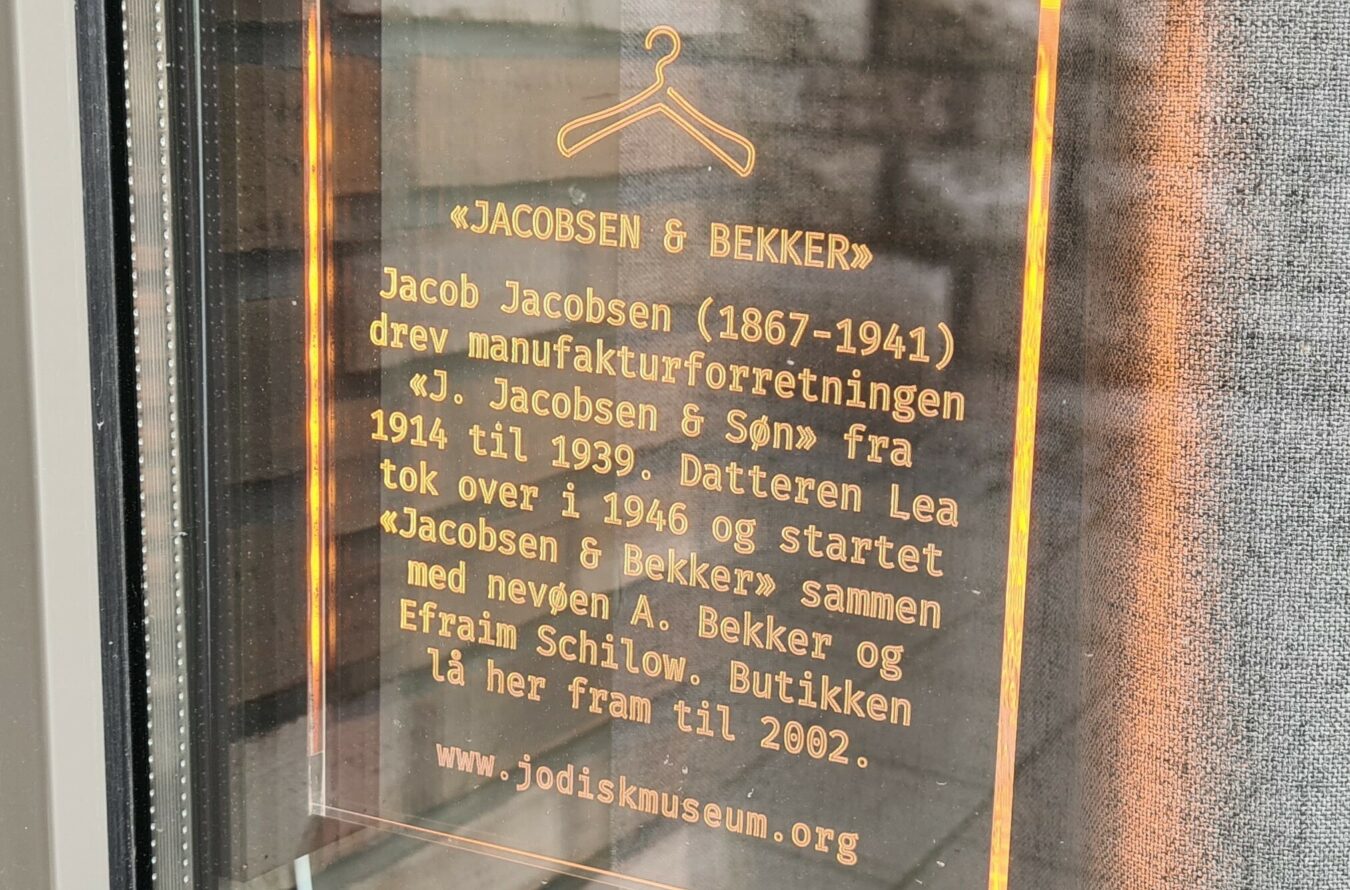 «JACOBSEN & BEKKER»
Jacob Jacobsen (1867-1941)
drev manufakturforretningen
«J. Jacobsen & Søn» fra
1914 til 1939. Datteren Lea
tok over i 1946 og startet
«Jacobsen & Bekker» sammen
med nevøen A. Bekker og
Efraim Schilow. Butikken
lå her fram til 2002.
www.jodiskmuseum.org